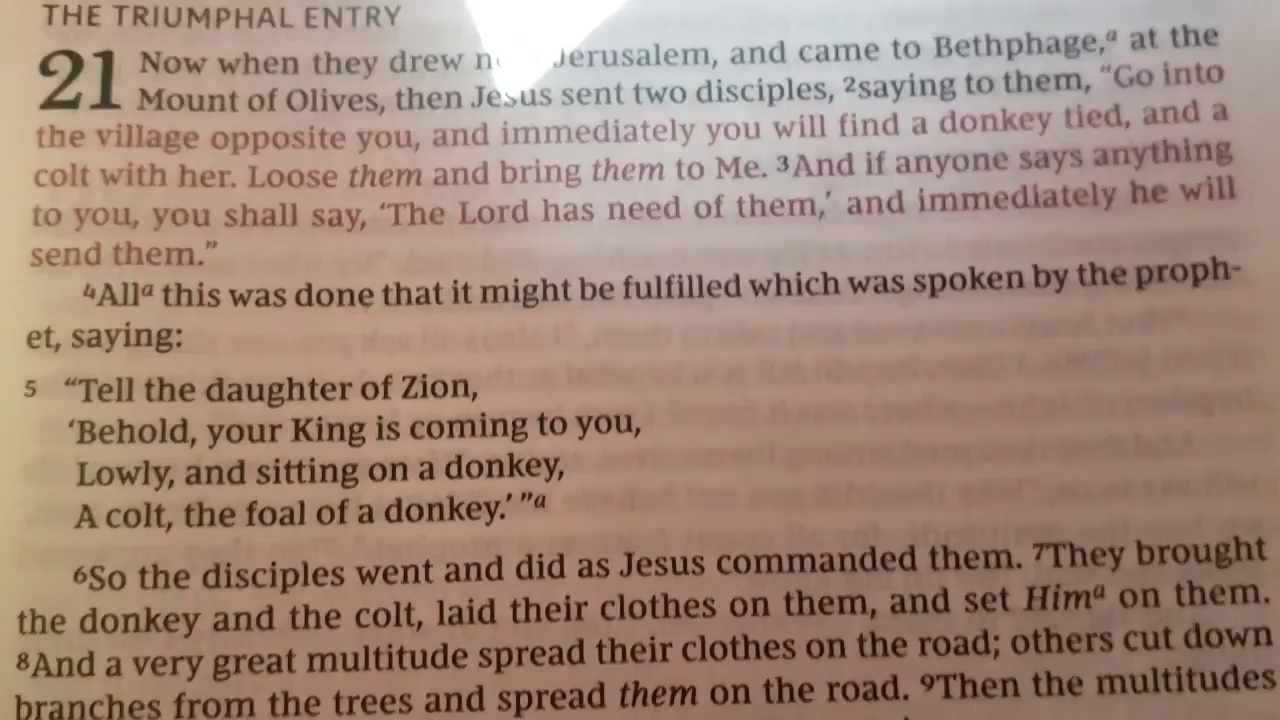 THE TRIUMPHAL ENTRY
21 Now when they drew Jerusalem, and came to Bethphage,ᵃ at the
Mount of Olives, then Jesus sent two disciples, ²saying to them, “Go into
the village opposite you, and immediately you will find a donkey tied, and a
colt with her. Loose them and bring them to Me. ³And if anyone says anything
to you, you shall say, ‘The Lord has need of them,’ and immediately he will
send them.”
⁴Allᵃ this was done that it might be fulfilled which was spoken by the proph-
et, saying:
5 “Tell the daughter of Zion,
‘Behold, your King is coming to you,
Lowly, and sitting on a donkey,
A colt, the foal of a donkey.’ ”ᵃ
⁶So the disciples went and did as Jesus commanded them. ⁷They brought
the donkey and the colt, laid their clothes on them, and set Himᵃ on them.
⁸And a very great multitude spread their clothes on the road; others cut down
branches from the trees and spread them on the road. ⁹Then the multitudes